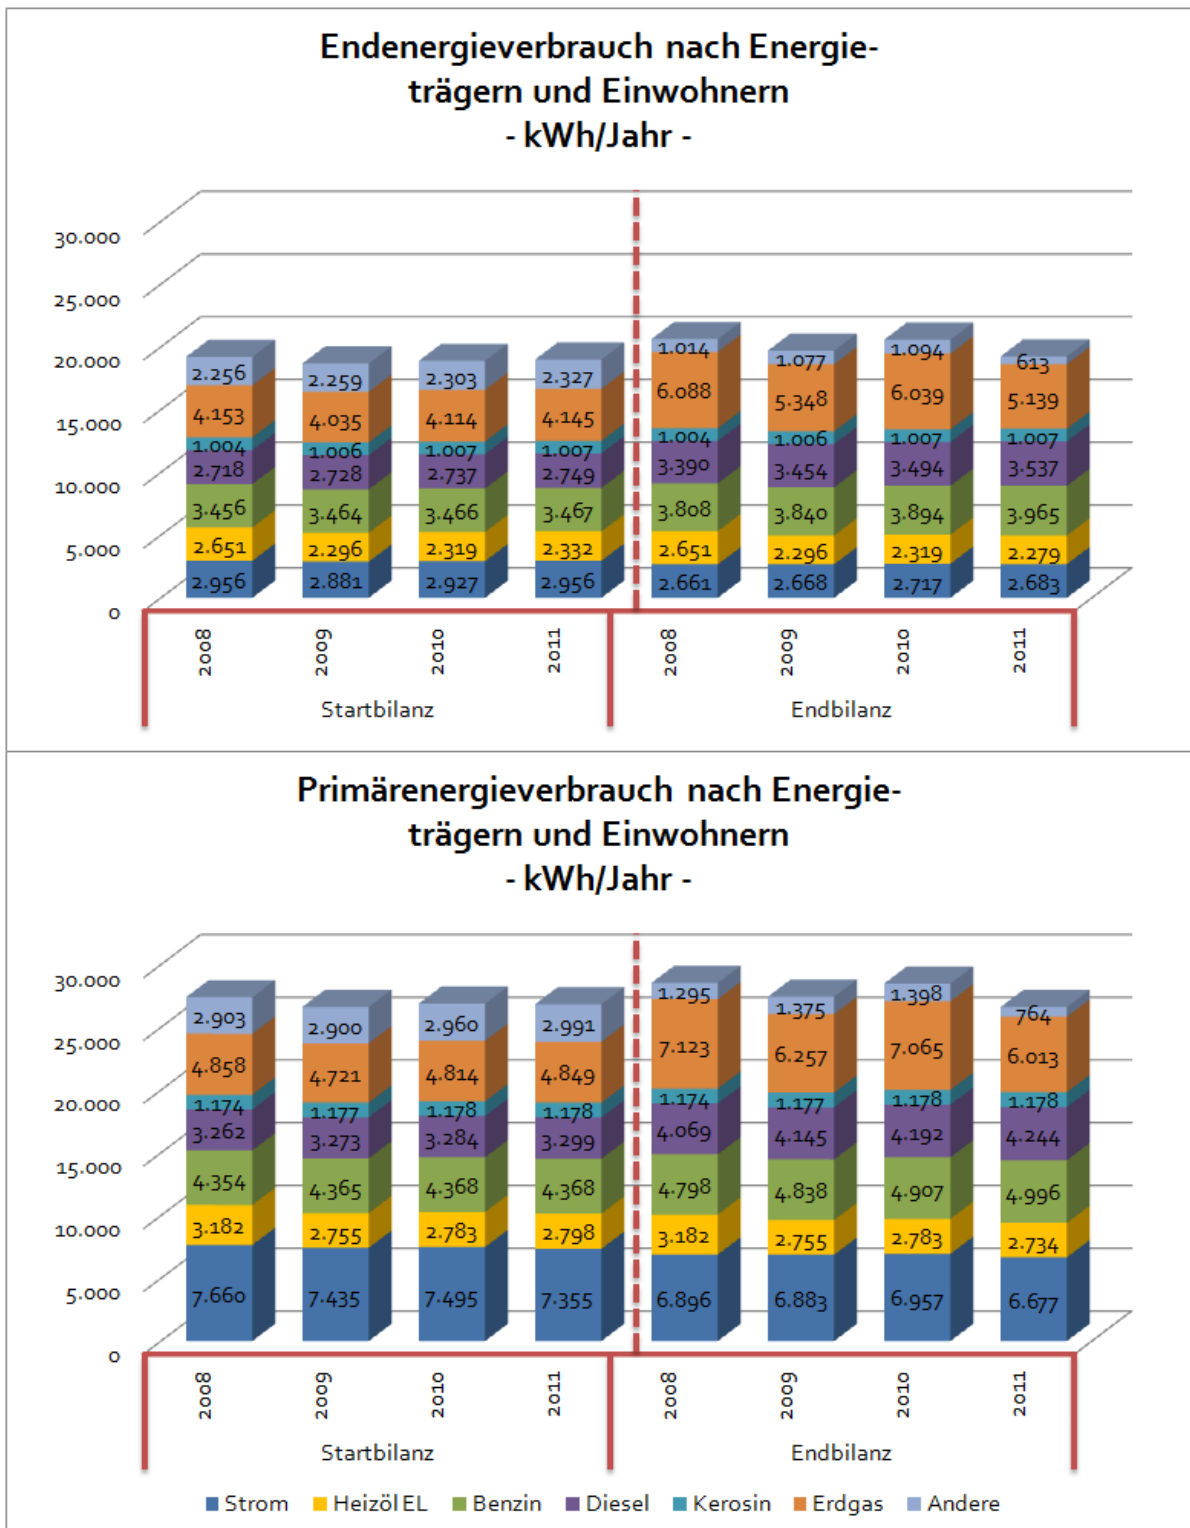 Endenergieverbrauch nach Energie-
trägern und Einwohnern
- kWh/Jahr -
30.000
25.000
20.000
15.000
10.000
5.000
0
2.256 2.259 2.303 2.327 1.014 1.077 1.094 613
4.153 4.035 4.114 4.145 6.088 5.348 6.039 5.139
1.004 1.006 1.007 1.007 1.004 1.006 1.007 1.007
2.718 2.728 2.737 2.749 3.390 3.454 3.494 3.537
3.456 3.464 3.466 3.467 3.808 3.840 3.894 3.965
2.651 2.296 2.319 2.332 2.651 2.296 2.319 2.279
2.956 2.881 2.927 2.956 2.661 2.668 2.717 2.683
2008 2009 2010 2011 2008 2009 2010 2011
Startbilanz Endbilanz
Primärenergieverbrauch nach Energie-
trägern und Einwohnern
- kWh/Jahr -
30.000
25.000
20.000
15.000
10.000
5.000
0
2.903 2.900 2.960 2.991 1.295 1.375 1.398 764
4.858 4.721 4.814 4.849 7.123 6.257 7.065 6.013
1.174 1.177 1.178 1.178 1.174 1.177 1.178 1.178
3.262 3.273 3.284 3.299 4.069 4.145 4.192 4.244
4.354 4.365 4.368 4.368 4.798 4.838 4.907 4.996
3.182 2.755 2.783 2.798 3.182 2.755 2.783 2.734
7.660 7.435 7.495 7.355 6.896 6.883 6.957 6.677
2008 2009 2010 2011 2008 2009 2010 2011
Startbilanz Endbilanz
Strom Heizöl EL Benzin Diesel Kerosin Erdgas Andere